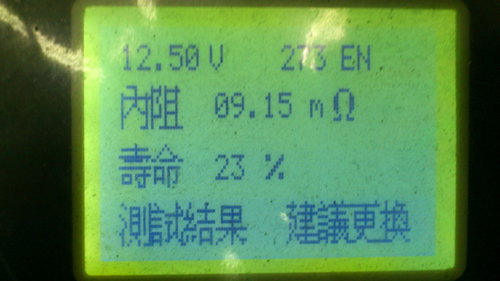 12.50 V 273 EN
內阻 09.15 mΩ
壽命 23 %
測試結果 建議更換